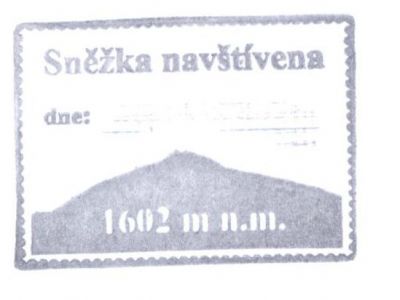 Sněžka navštívena
dne:
1602 m n.m.